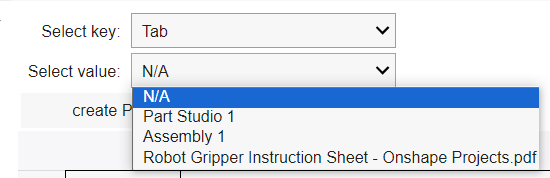 Select key: Tab
Select value: N/A
N/A
create P
Part Studio 1
Assembly 1
Robot Gripper Instruction Sheet - Onshape Projects.pdf